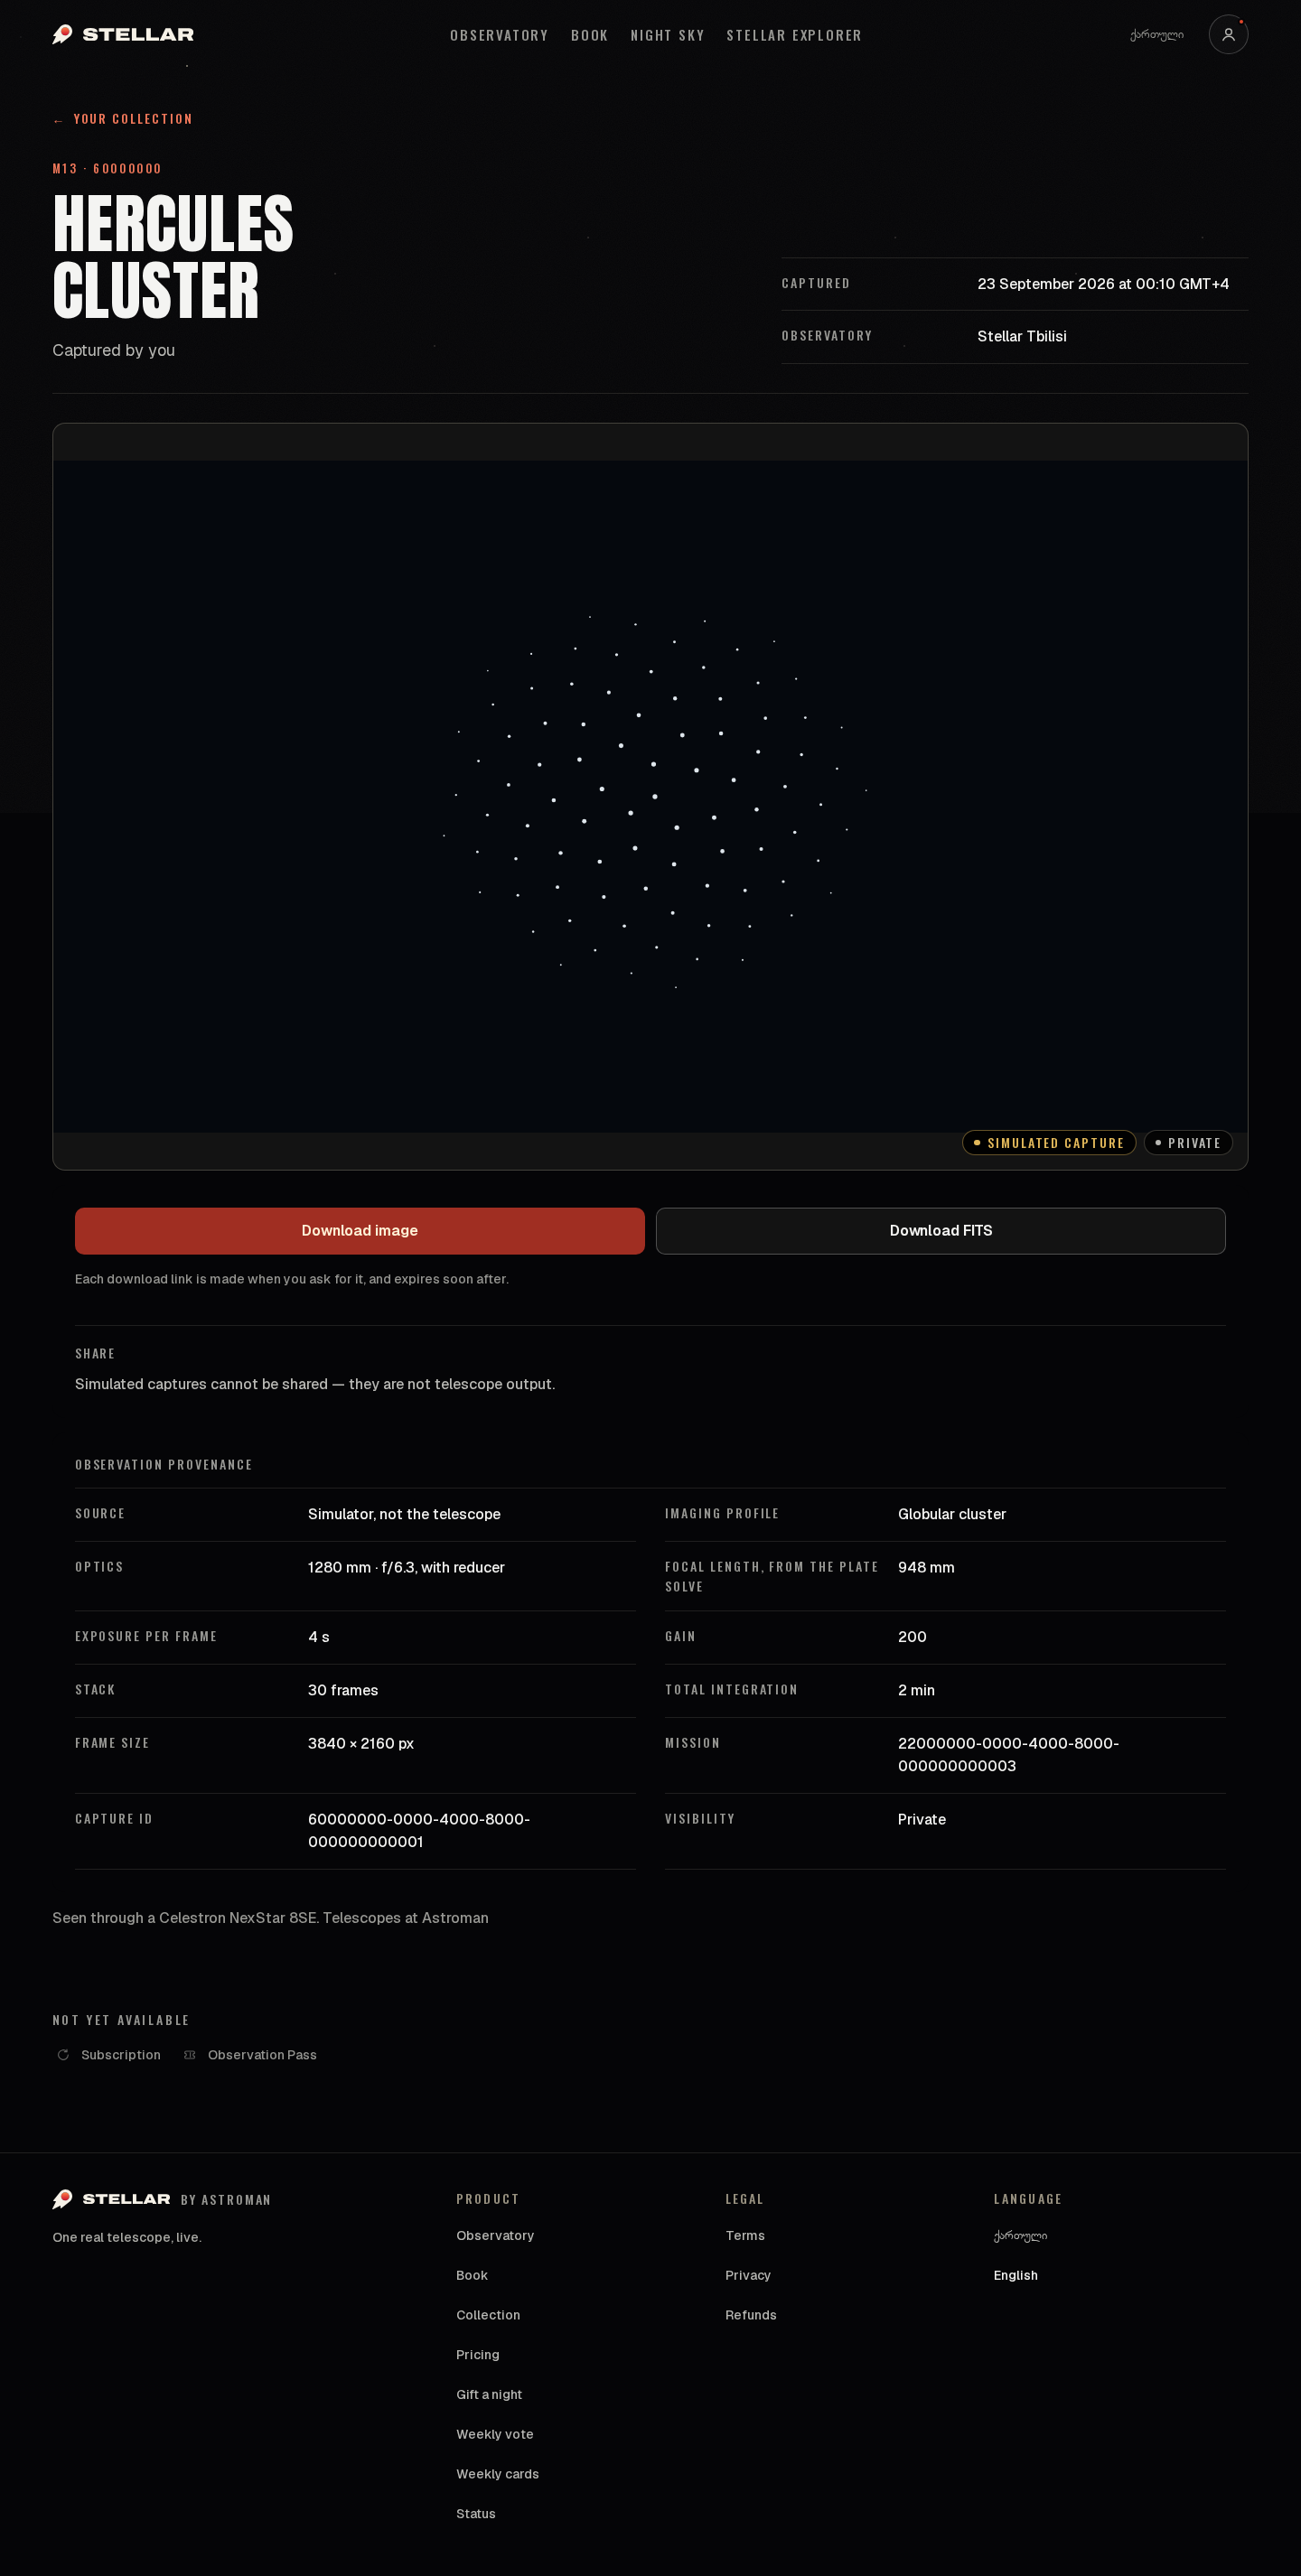 STELLAR
OBSERVATORY BOOK NIGHT SKY STELLAR EXPLORER
ქართული
← YOUR COLLECTION
M13 · 60000000
HERCULES
CLUSTER
Captured by you
CAPTURED 23 September 2026 at 00:10 GMT+4
OBSERVATORY Stellar Tbilisi
SIMULATED CAPTURE PRIVATE
Download image Download FITS
Each download link is made when you ask for it, and expires soon after.
SHARE
Simulated captures cannot be shared — they are not telescope output.
OBSERVATION PROVENANCE
SOURCE Simulator, not the telescope
IMAGING PROFILE Globular cluster
OPTICS 1280 mm · f/6.3, with reducer
FOCAL LENGTH, FROM THE PLATE 948 mm
SOLVE
EXPOSURE PER FRAME 4 s
GAIN 200
STACK 30 frames
TOTAL INTEGRATION 2 min
FRAME SIZE 3840 × 2160 px
MISSION 22000000-0000-4000-8000-
000000000003
CAPTURE ID 60000000-0000-4000-8000-
000000000001
VISIBILITY Private
Seen through a Celestron NexStar 8SE. Telescopes at Astroman
NOT YET AVAILABLE
Subscription Observation Pass
STELLAR BY ASTROMAN
One real telescope, live.
PRODUCT
Observatory
Book
Collection
Pricing
Gift a night
Weekly vote
Weekly cards
Status
LEGAL
Terms
Privacy
Refunds
LANGUAGE
ქართული
English